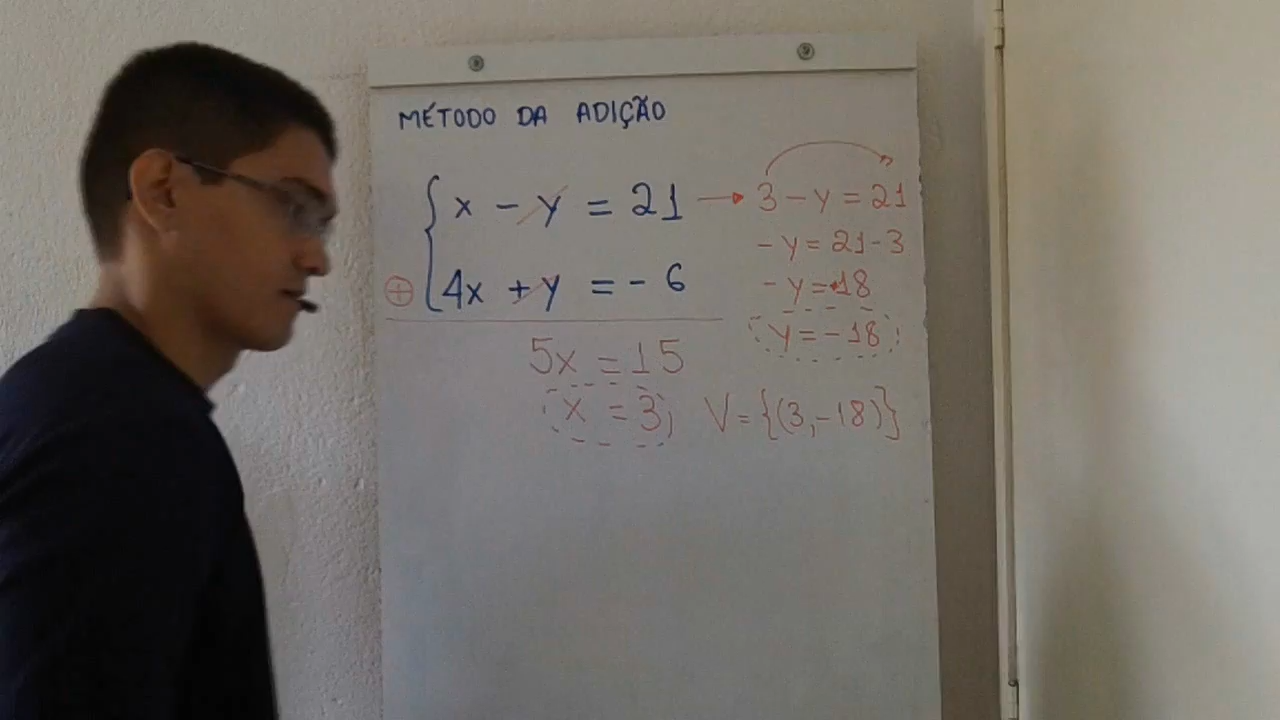 MÉTODO DA ADIÇÃO
x - y = 21 → 3 - y = 21
- y = 21 - 3
4x + y = - 6
- y = 18
y = - 18
5x = 15
x = 3
V = {(3, -18)}